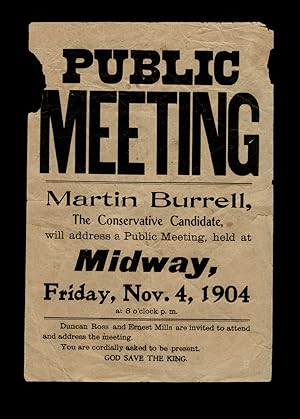 PUBLIC
MEETING
Martin Burrell,
The Conservative Candidate,
will address a Public Meeting, held at
Midway,
Friday, Nov. 4, 1904
at 8 o'clock p. m.
Duncan Ross and Ernest Mills are invited to attend
and address the meeting.
You are cordially asked to be present.
GOD SAVE THE KING.